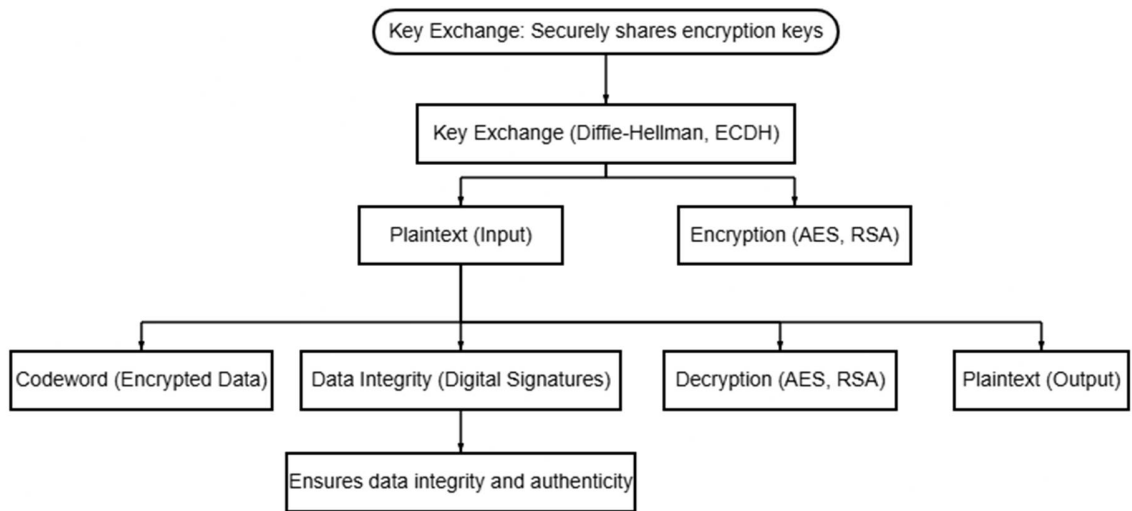 Key Exchange: Securely shares encryption keys
Key Exchange (Diffie-Hellman, ECDH)
Plaintext (Input)
Encryption (AES, RSA)
Codeword (Encrypted Data)
Data Integrity (Digital Signatures)
Decryption (AES, RSA)
Plaintext (Output)
Ensures data integrity and authenticity